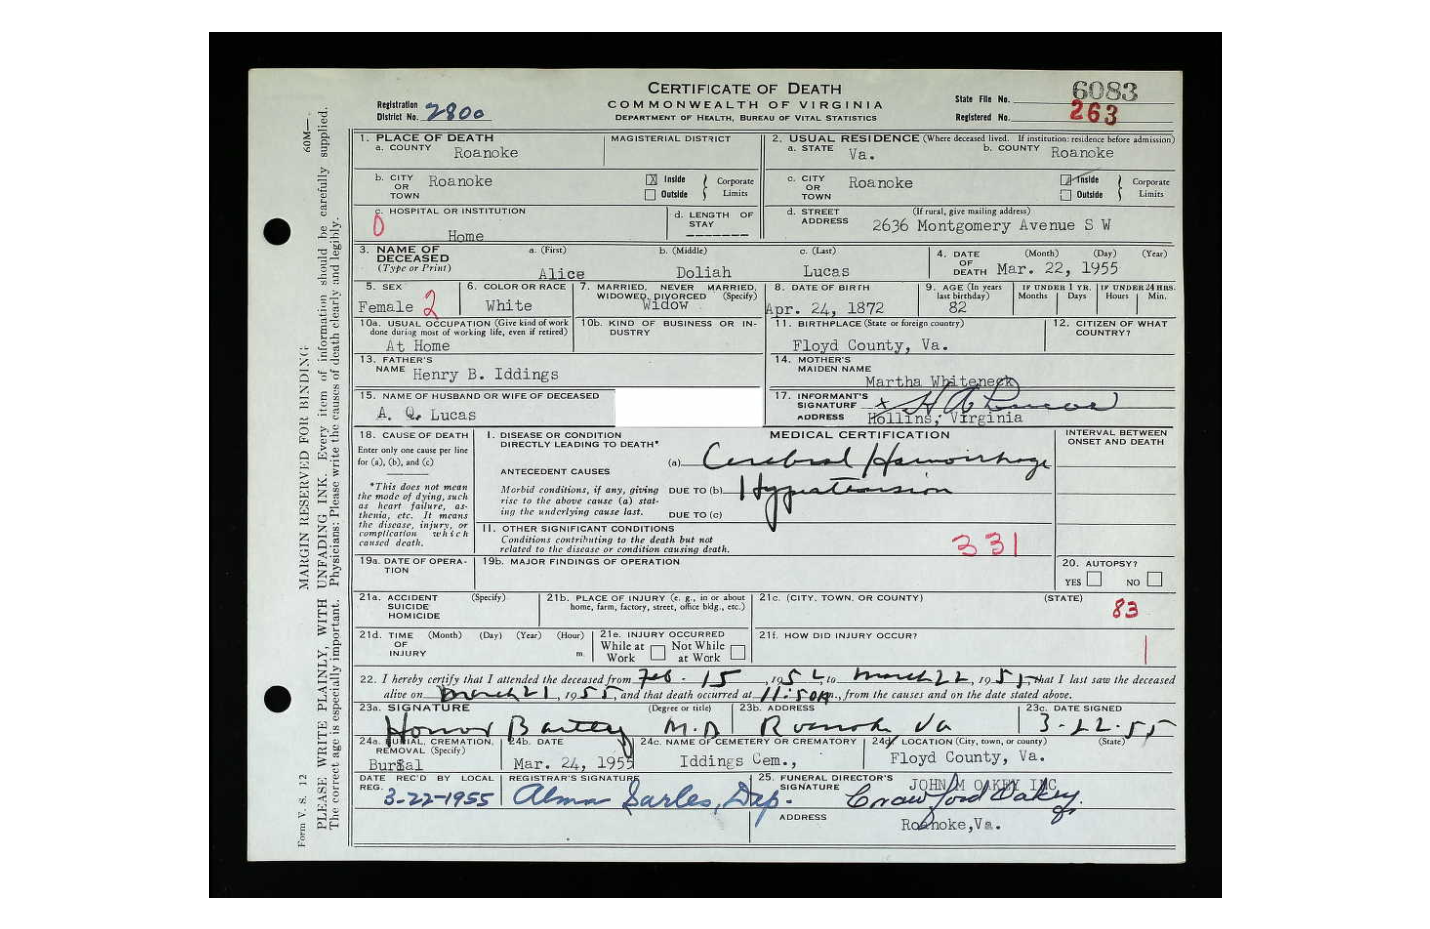 CERTIFICATE OF DEATH
COMMONWEALTH OF VIRGINIA
DEPARTMENT OF HEALTH, BUREAU OF VITAL STATISTICS
Registration District No. 2800
State File No. 6083
Registered No. 263
1. PLACE OF DEATH
a. COUNTY Roanoke
MAGISTERIAL DISTRICT
2. USUAL RESIDENCE (Where deceased lived. If institution: residence before admission)
a. STATE Va.
b. COUNTY Roanoke
b. CITY OR TOWN Roanoke
X Inside
Outside
Corporate Limits
c. CITY OR TOWN Roanoke
Inside
Outside
Corporate Limits
c. HOSPITAL OR INSTITUTION
0
Home
d. LENGTH OF STAY
-------
d. STREET ADDRESS (If rural, give mailing address)
2636 Montgomery Avenue S W
3. NAME OF DECEASED
(Type or Print)
a. (First) Alice
b. (Middle) Doliah
c. (Last) Lucas
4. DATE OF DEATH (Month) (Day) (Year)
Mar. 22, 1955
5. SEX
Female 2
6. COLOR OR RACE
White
7. MARRIED, NEVER MARRIED, WIDOWED, DIVORCED (Specify)
Widow
8. DATE OF BIRTH
Apr. 24, 1872
9. AGE (In years last birthday)
82
IF UNDER 1 YR. Months Days
IF UNDER 24 HRS. Hours Min.
10a. USUAL OCCUPATION (Give kind of work done during most of working life, even if retired)
At Home
10b. KIND OF BUSINESS OR INDUSTRY
11. BIRTHPLACE (State or foreign country)
Floyd County, Va.
12. CITIZEN OF WHAT COUNTRY?
13. FATHER'S NAME Henry B. Iddings
14. MOTHER'S MAIDEN NAME
Martha Whiteneck
15. NAME OF HUSBAND OR WIFE OF DECEASED
A. Q. Lucas
17. INFORMANT'S SIGNATURE x H A Lucas
ADDRESS Hollins, Virginia
18. CAUSE OF DEATH
Enter only one cause per line for (a), (b), and (c)
*This does not mean the mode of dying, such as heart failure, asthenia, etc. It means the disease, injury, or complication which caused death.
MEDICAL CERTIFICATION
INTERVAL BETWEEN ONSET AND DEATH
I. DISEASE OR CONDITION DIRECTLY LEADING TO DEATH*
(a) Cerebral Hemorrhage
ANTECEDENT CAUSES
Morbid conditions, if any, giving rise to the above cause (a) stating the underlying cause last.
DUE TO (b) Hypertension
DUE TO (c)
II. OTHER SIGNIFICANT CONDITIONS
Conditions contributing to the death but not related to the disease or condition causing death.
331
19a. DATE OF OPERATION
19b. MAJOR FINDINGS OF OPERATION
20. AUTOPSY?
YES NO
21a. ACCIDENT SUICIDE HOMICIDE (Specify)
21b. PLACE OF INJURY (e. g., in or about home, farm, factory, street, office bldg., etc.)
21c. (CITY, TOWN, OR COUNTY) (STATE)
83
21d. TIME OF INJURY (Month) (Day) (Year) (Hour) m.
21e. INJURY OCCURRED
While at Work Not While at Work
21f. HOW DID INJURY OCCUR?
1
22. I hereby certify that I attended the deceased from Feb. 15, 195 to March 22, 1955, that I last saw the deceased
alive on March 21, 1955, and that death occurred at 11:50 m., from the causes and on the date stated above.
23a. SIGNATURE (Degree or title)
M.D
23b. ADDRESS
Roanoke Va
23c. DATE SIGNED
3-22-55
24a. BURIAL, CREMATION, REMOVAL (Specify)
Burial
24b. DATE
Mar. 24, 1955
24c. NAME OF CEMETERY OR CREMATORY
Iddings Cem.,
24d. LOCATION (City, town, or county) (State)
Floyd County, Va.
DATE REC'D BY LOCAL REG. 3-22-1955
REGISTRAR'S SIGNATURE
Alma Sarles, Dep.
25. FUNERAL DIRECTOR'S SIGNATURE
JOHN M OAKEY INC
Crawford Oakey
ADDRESS
Roanoke, Va.
Form V. S. 12
MARGIN RESERVED FOR BINDING
60M—
PLEASE WRITE PLAINLY, WITH UNFADING INK. Every item of information should be carefully supplied.
The correct age is especially important. Physicians: Please write the causes of death clearly and legibly.